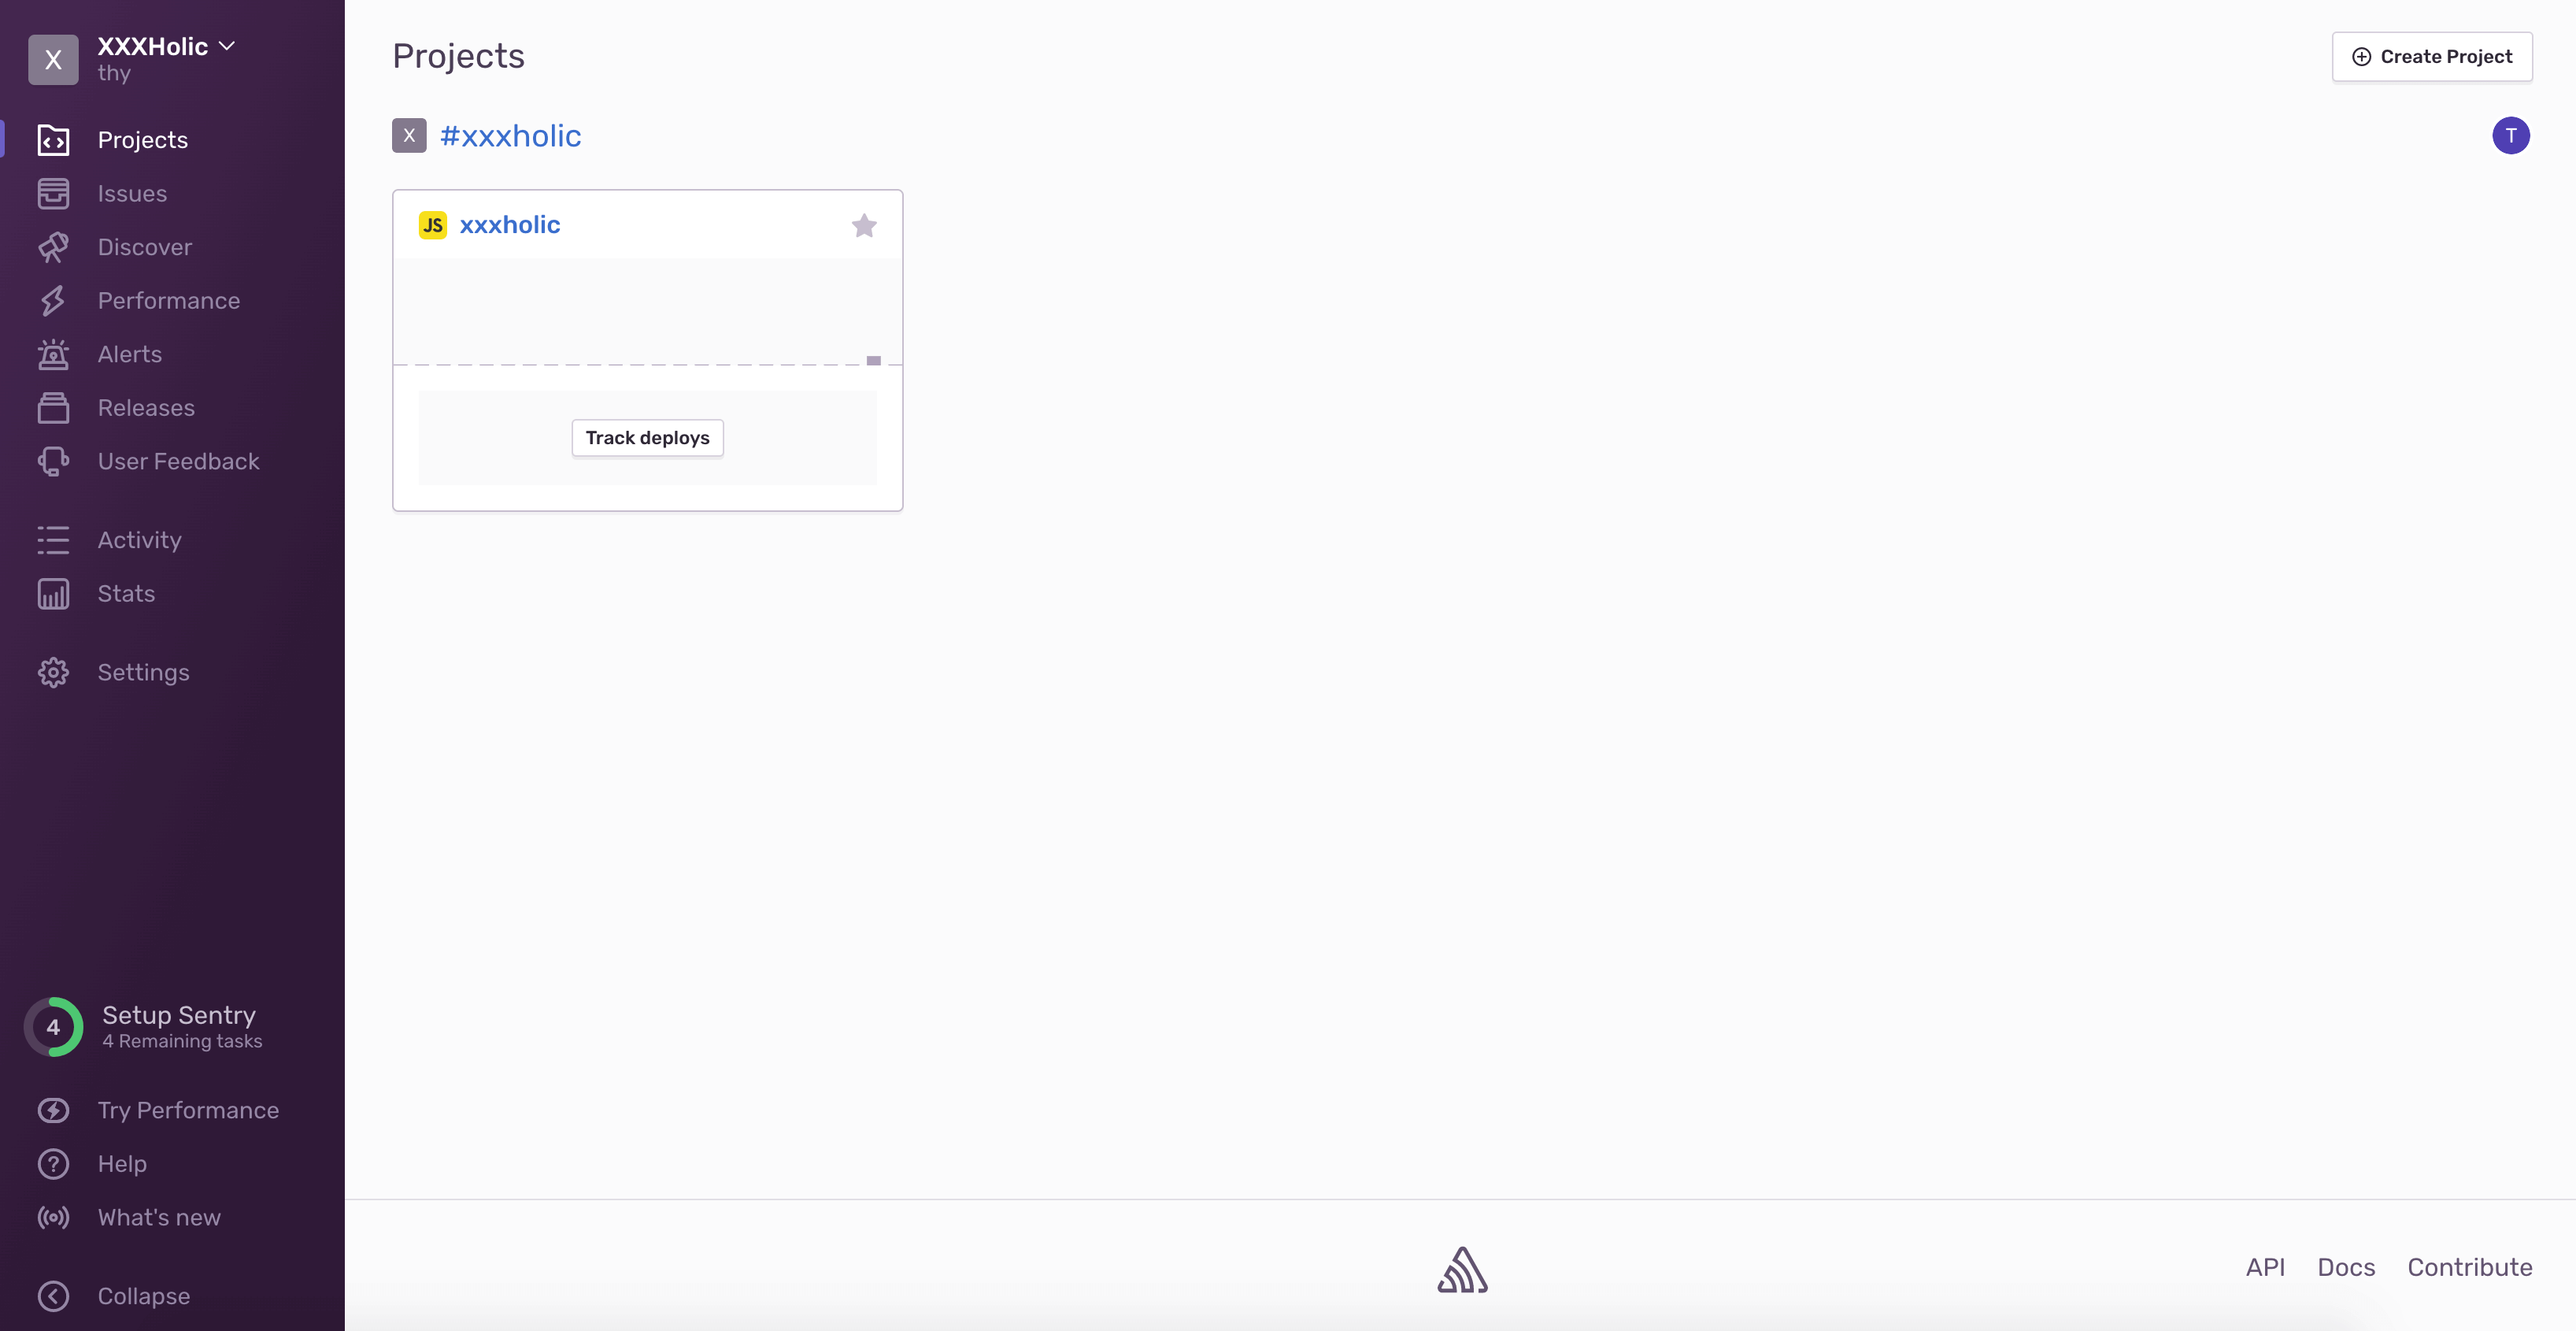 X
XXXHolic
thy
Projects
Issues
Discover
Performance
Alerts
Releases
User Feedback
Activity
Stats
Settings
4
Setup Sentry
4 Remaining tasks
Try Performance
Help
What's new
Collapse
Projects
Create Project
X #xxxholic
T
JS xxxholic
Track deploys
API Docs Contribute